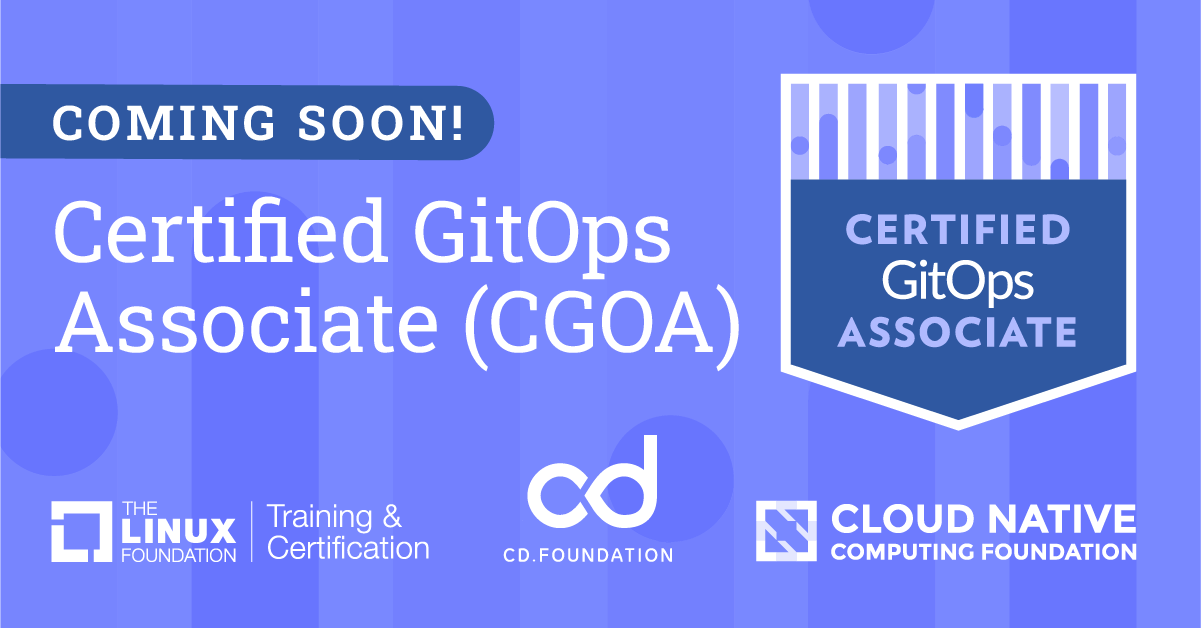 COMING SOON!
Certified GitOps
Associate (CGOA)
CERTIFIED
GitOps
ASSOCIATE
THE
LINUX
FOUNDATION
Training &
Certification
cd
CD.FOUNDATION
CLOUD NATIVE
COMPUTING FOUNDATION